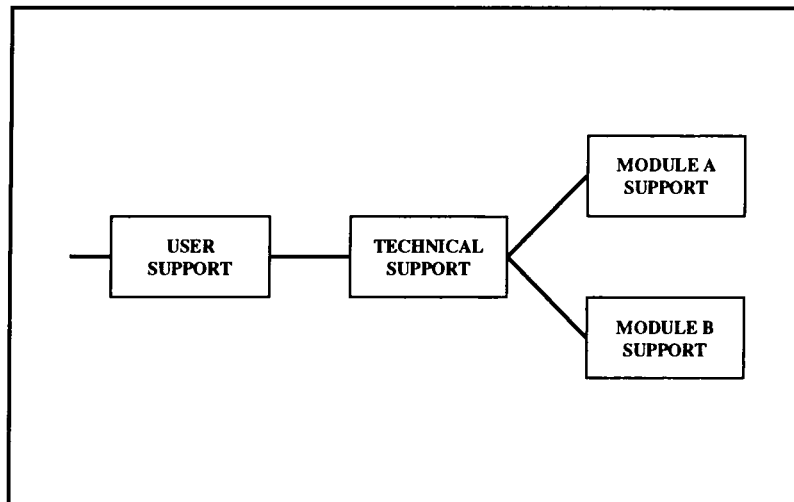 USER
SUPPORT
TECHNICAL
SUPPORT
MODULE A
SUPPORT
MODULE B
SUPPORT